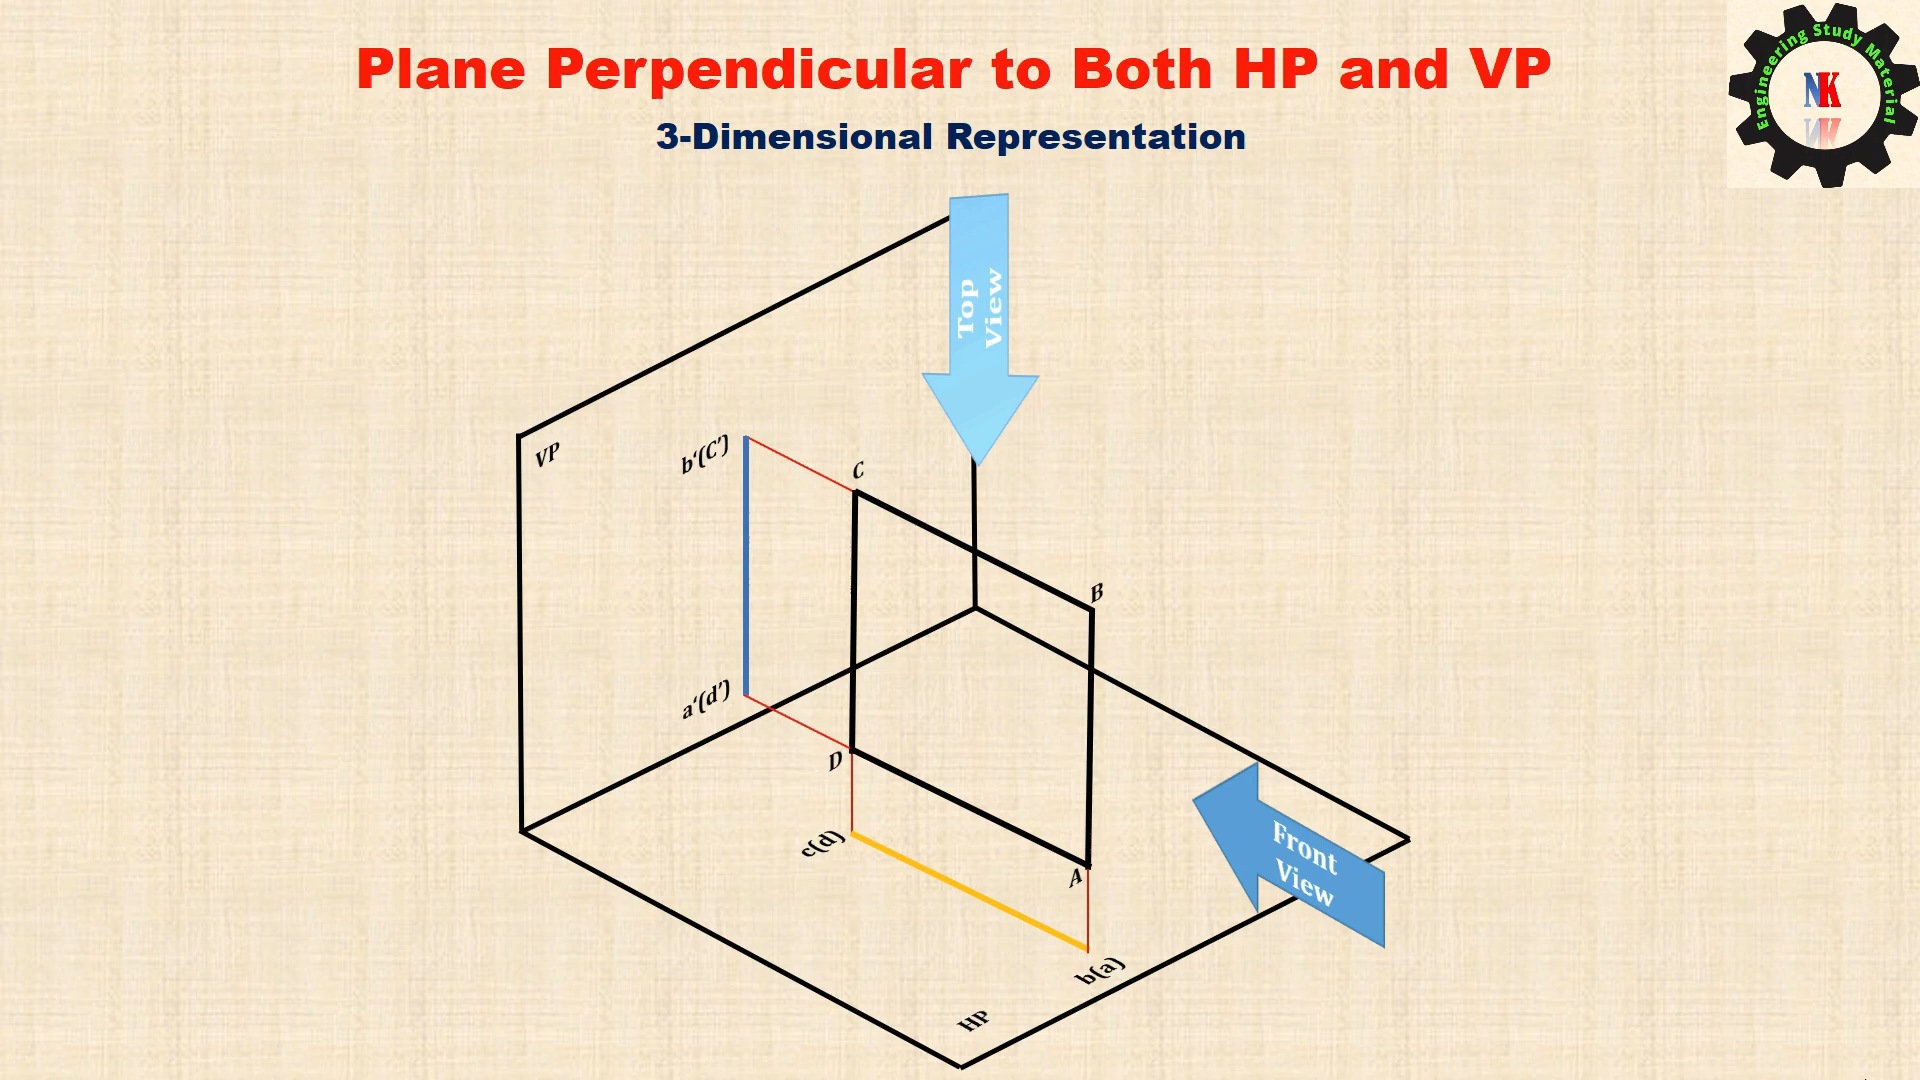 Plane Perpendicular to Both HP and VP
3-Dimensional Representation
Engineering Study Material
NK
Top
View
VP
b‘(C’)
C
B
a‘(d’)
D
c(d)
A
Front
View
b(a)
HP